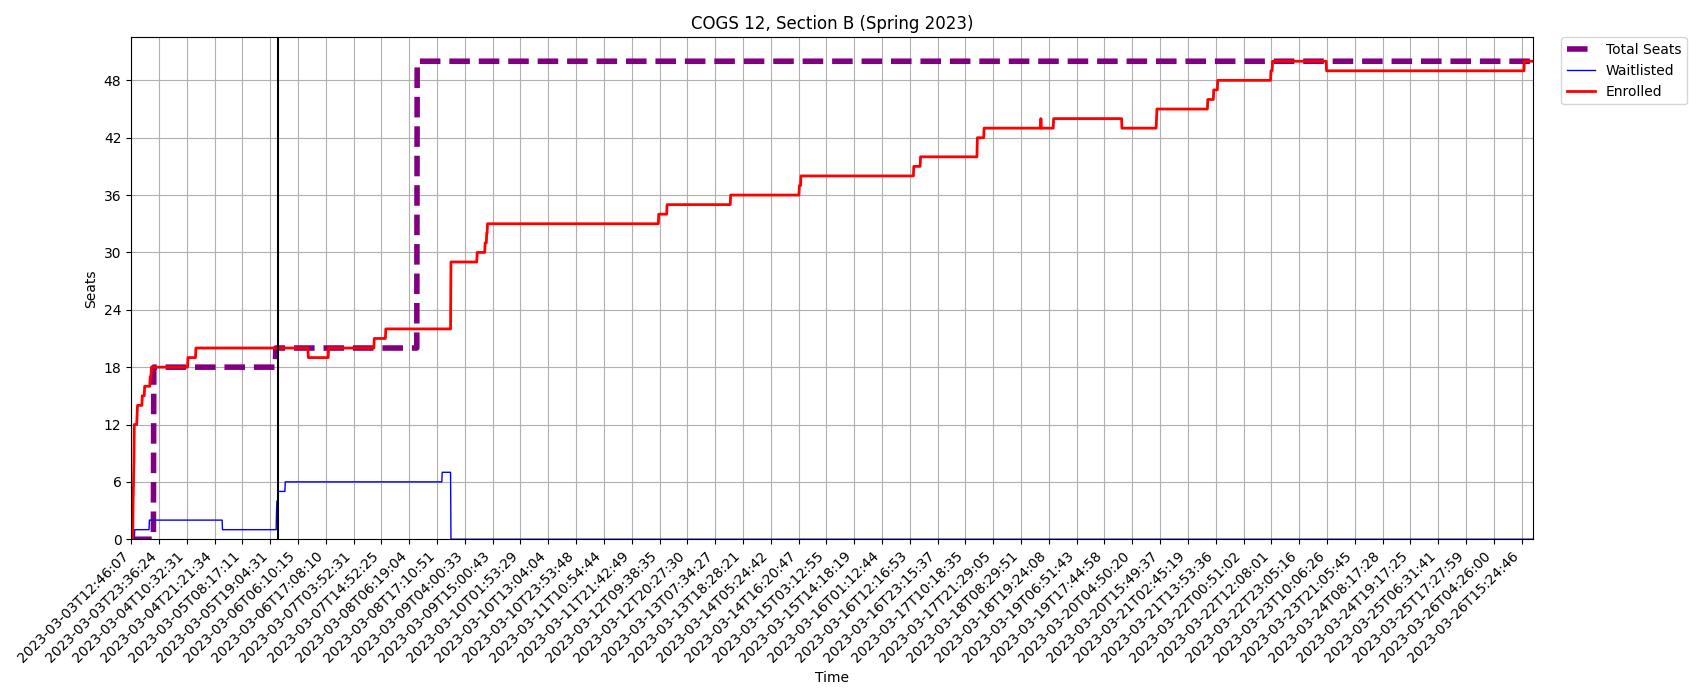 COGS 12, Section B (Spring 2023)
Total Seats
Waitlisted
Enrolled
Seats
48
42
36
30
24
18
12
6
0
2023-03-03T12:46:07
2023-03-03T23:36:24
2023-03-04T10:32:31
2023-03-04T21:21:34
2023-03-05T08:17:11
2023-03-05T19:04:31
2023-03-06T06:10:15
2023-03-06T17:08:10
2023-03-07T03:52:31
2023-03-07T14:52:25
2023-03-08T06:19:04
2023-03-08T17:10:51
2023-03-09T04:00:33
2023-03-09T15:00:43
2023-03-10T01:53:29
2023-03-10T13:04:04
2023-03-10T23:53:48
2023-03-11T10:54:44
2023-03-11T21:42:49
2023-03-12T09:38:35
2023-03-12T20:27:30
2023-03-13T07:34:27
2023-03-13T18:28:21
2023-03-14T05:24:42
2023-03-14T16:20:47
2023-03-15T03:12:55
2023-03-15T14:18:19
2023-03-16T01:12:44
2023-03-16T12:16:53
2023-03-16T23:15:37
2023-03-17T10:18:35
2023-03-17T21:29:05
2023-03-18T08:29:51
2023-03-18T19:24:08
2023-03-19T06:51:43
2023-03-19T17:44:58
2023-03-20T04:50:20
2023-03-20T15:49:37
2023-03-21T02:45:19
2023-03-21T13:53:36
2023-03-22T00:51:02
2023-03-22T12:08:01
2023-03-22T23:05:16
2023-03-23T10:06:26
2023-03-23T21:05:45
2023-03-24T08:17:28
2023-03-24T19:17:25
2023-03-25T06:31:41
2023-03-25T17:27:59
2023-03-26T04:26:00
2023-03-26T15:24:46
Time